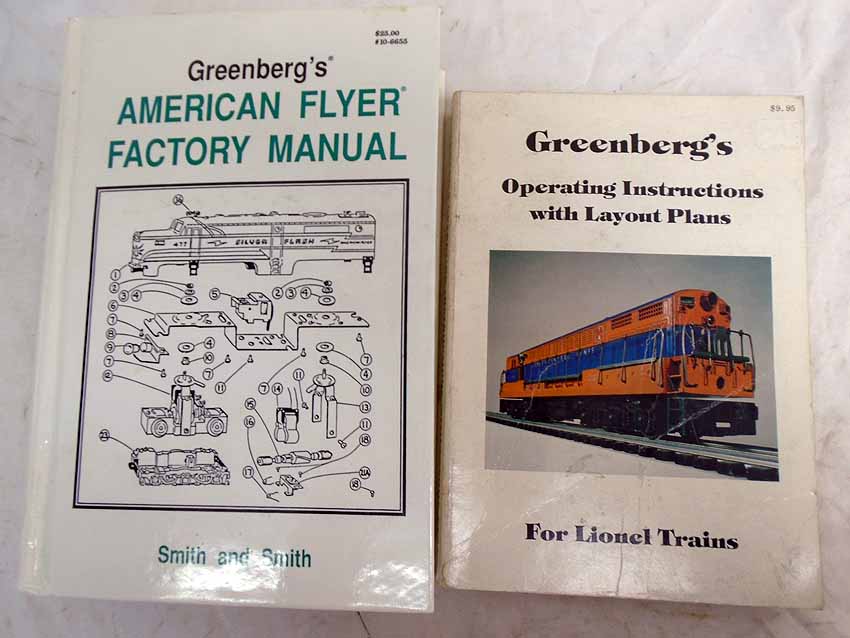 $25.00
#10-6655
Greenberg's®
AMERICAN FLYER®
FACTORY MANUAL
477 SILVER FLASH
Smith and Smith
$9.95
Greenberg's
Operating Instructions
with Layout Plans
For Lionel Trains